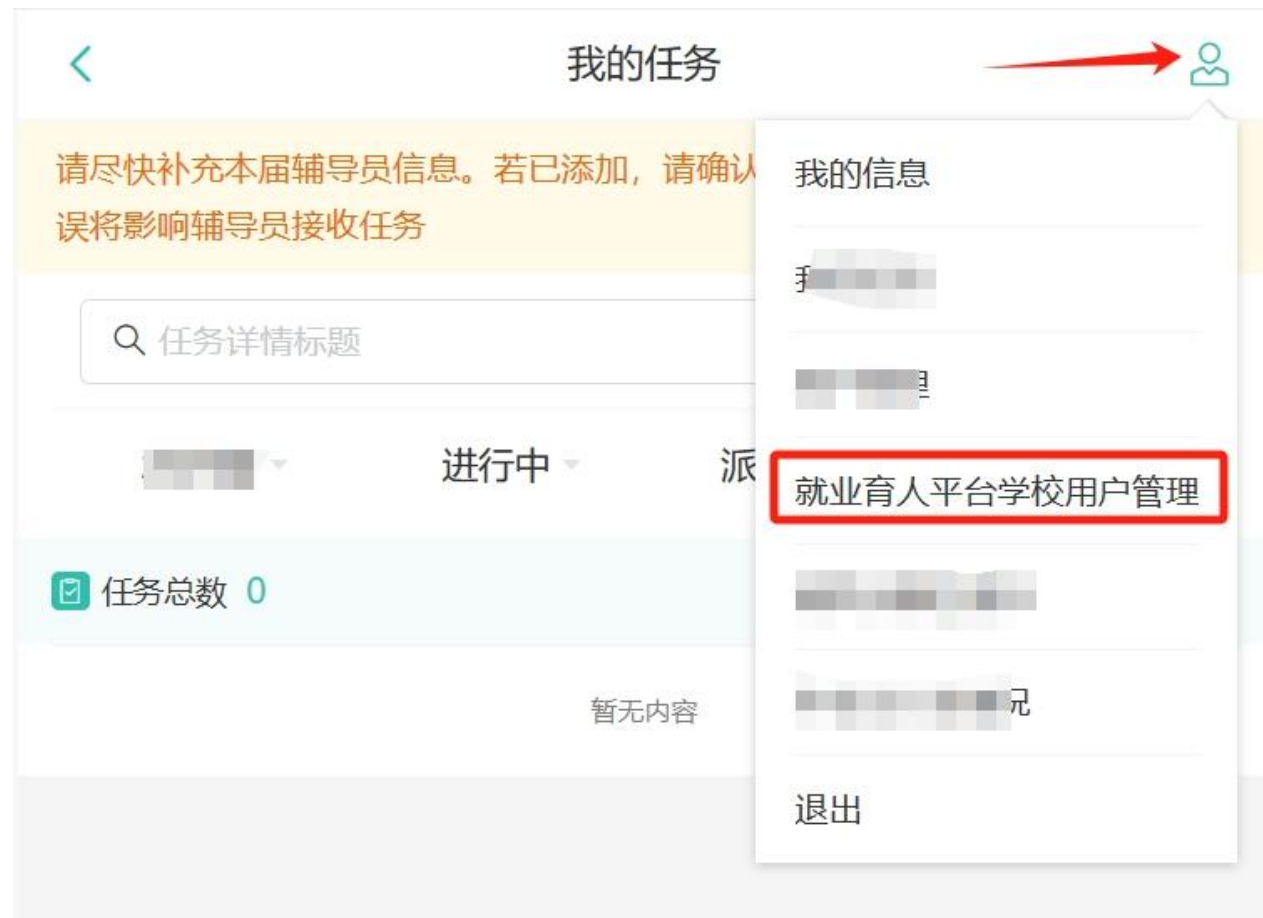 我的任务
请尽快补充本届辅导员信息。若已添加，请确认
误将影响辅导员接收任务
任务详情标题
进行中
派
任务总数 0
暂无内容
我的信息
理
就业育人平台学校用户管理
况
退出